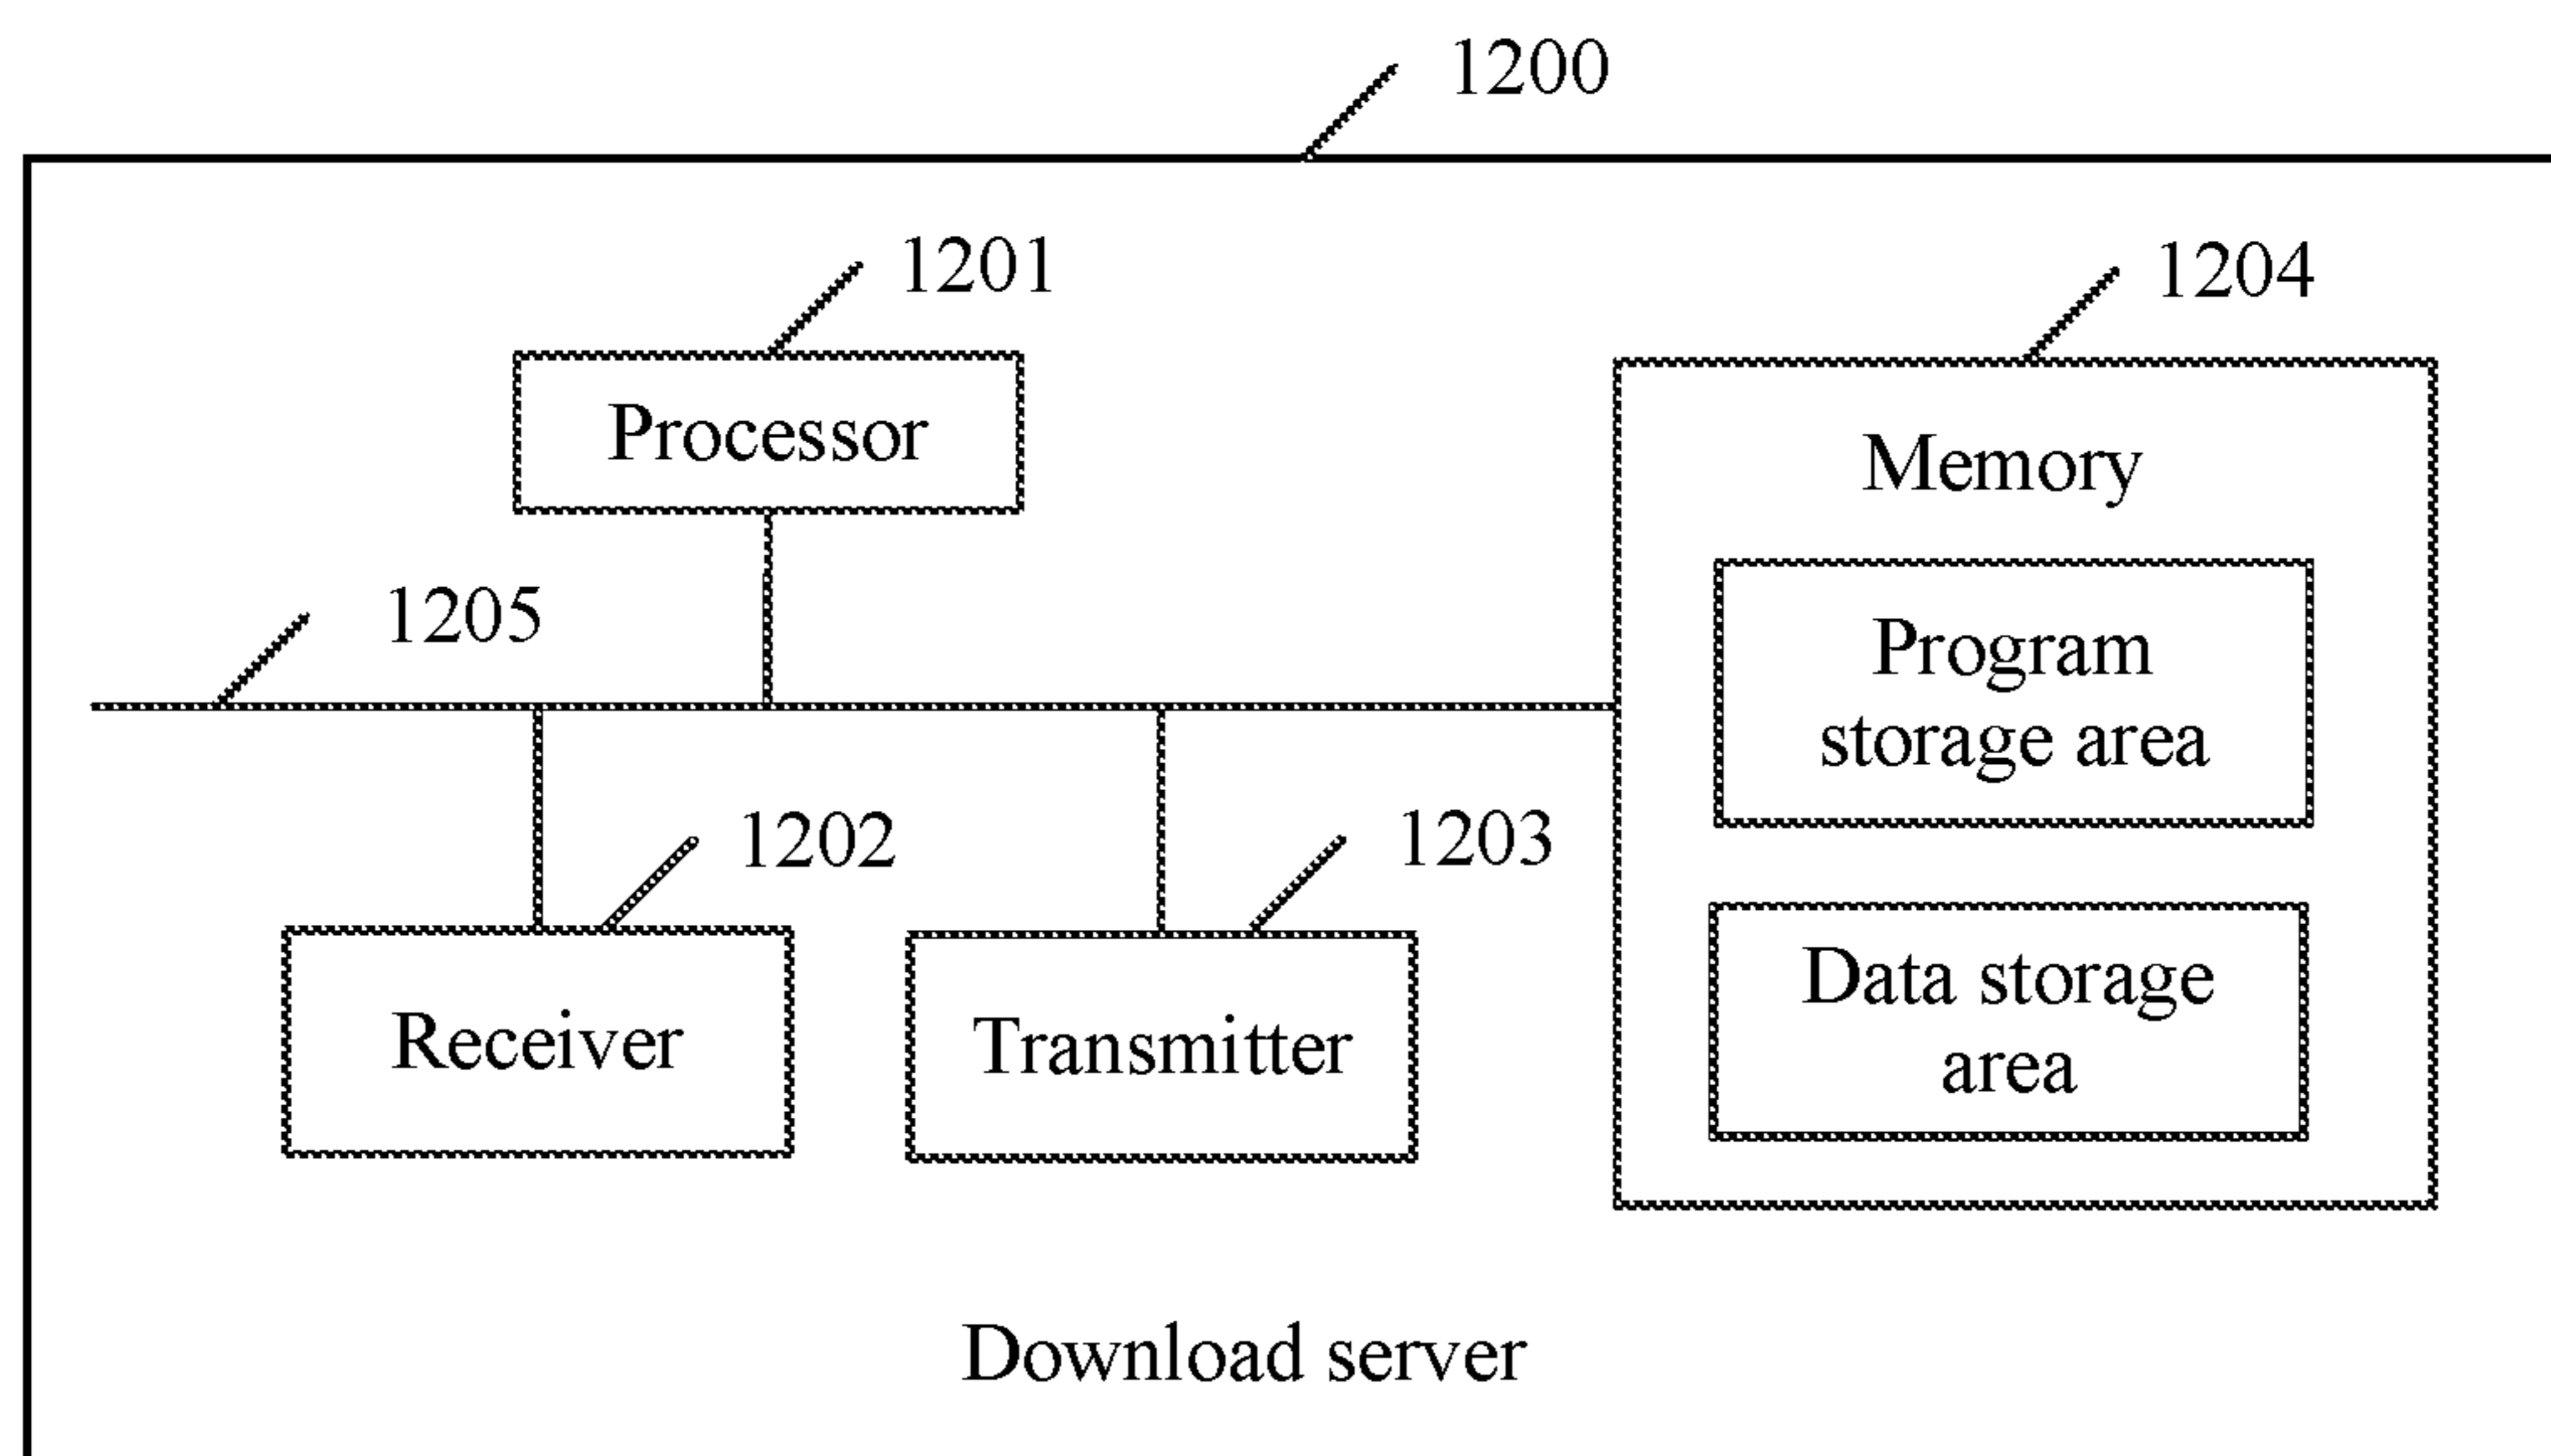 1200
1201
1204
Processor
Memory
1205
Program
storage area
1202
1203
Data storage
area
Receiver
Transmitter
Download server